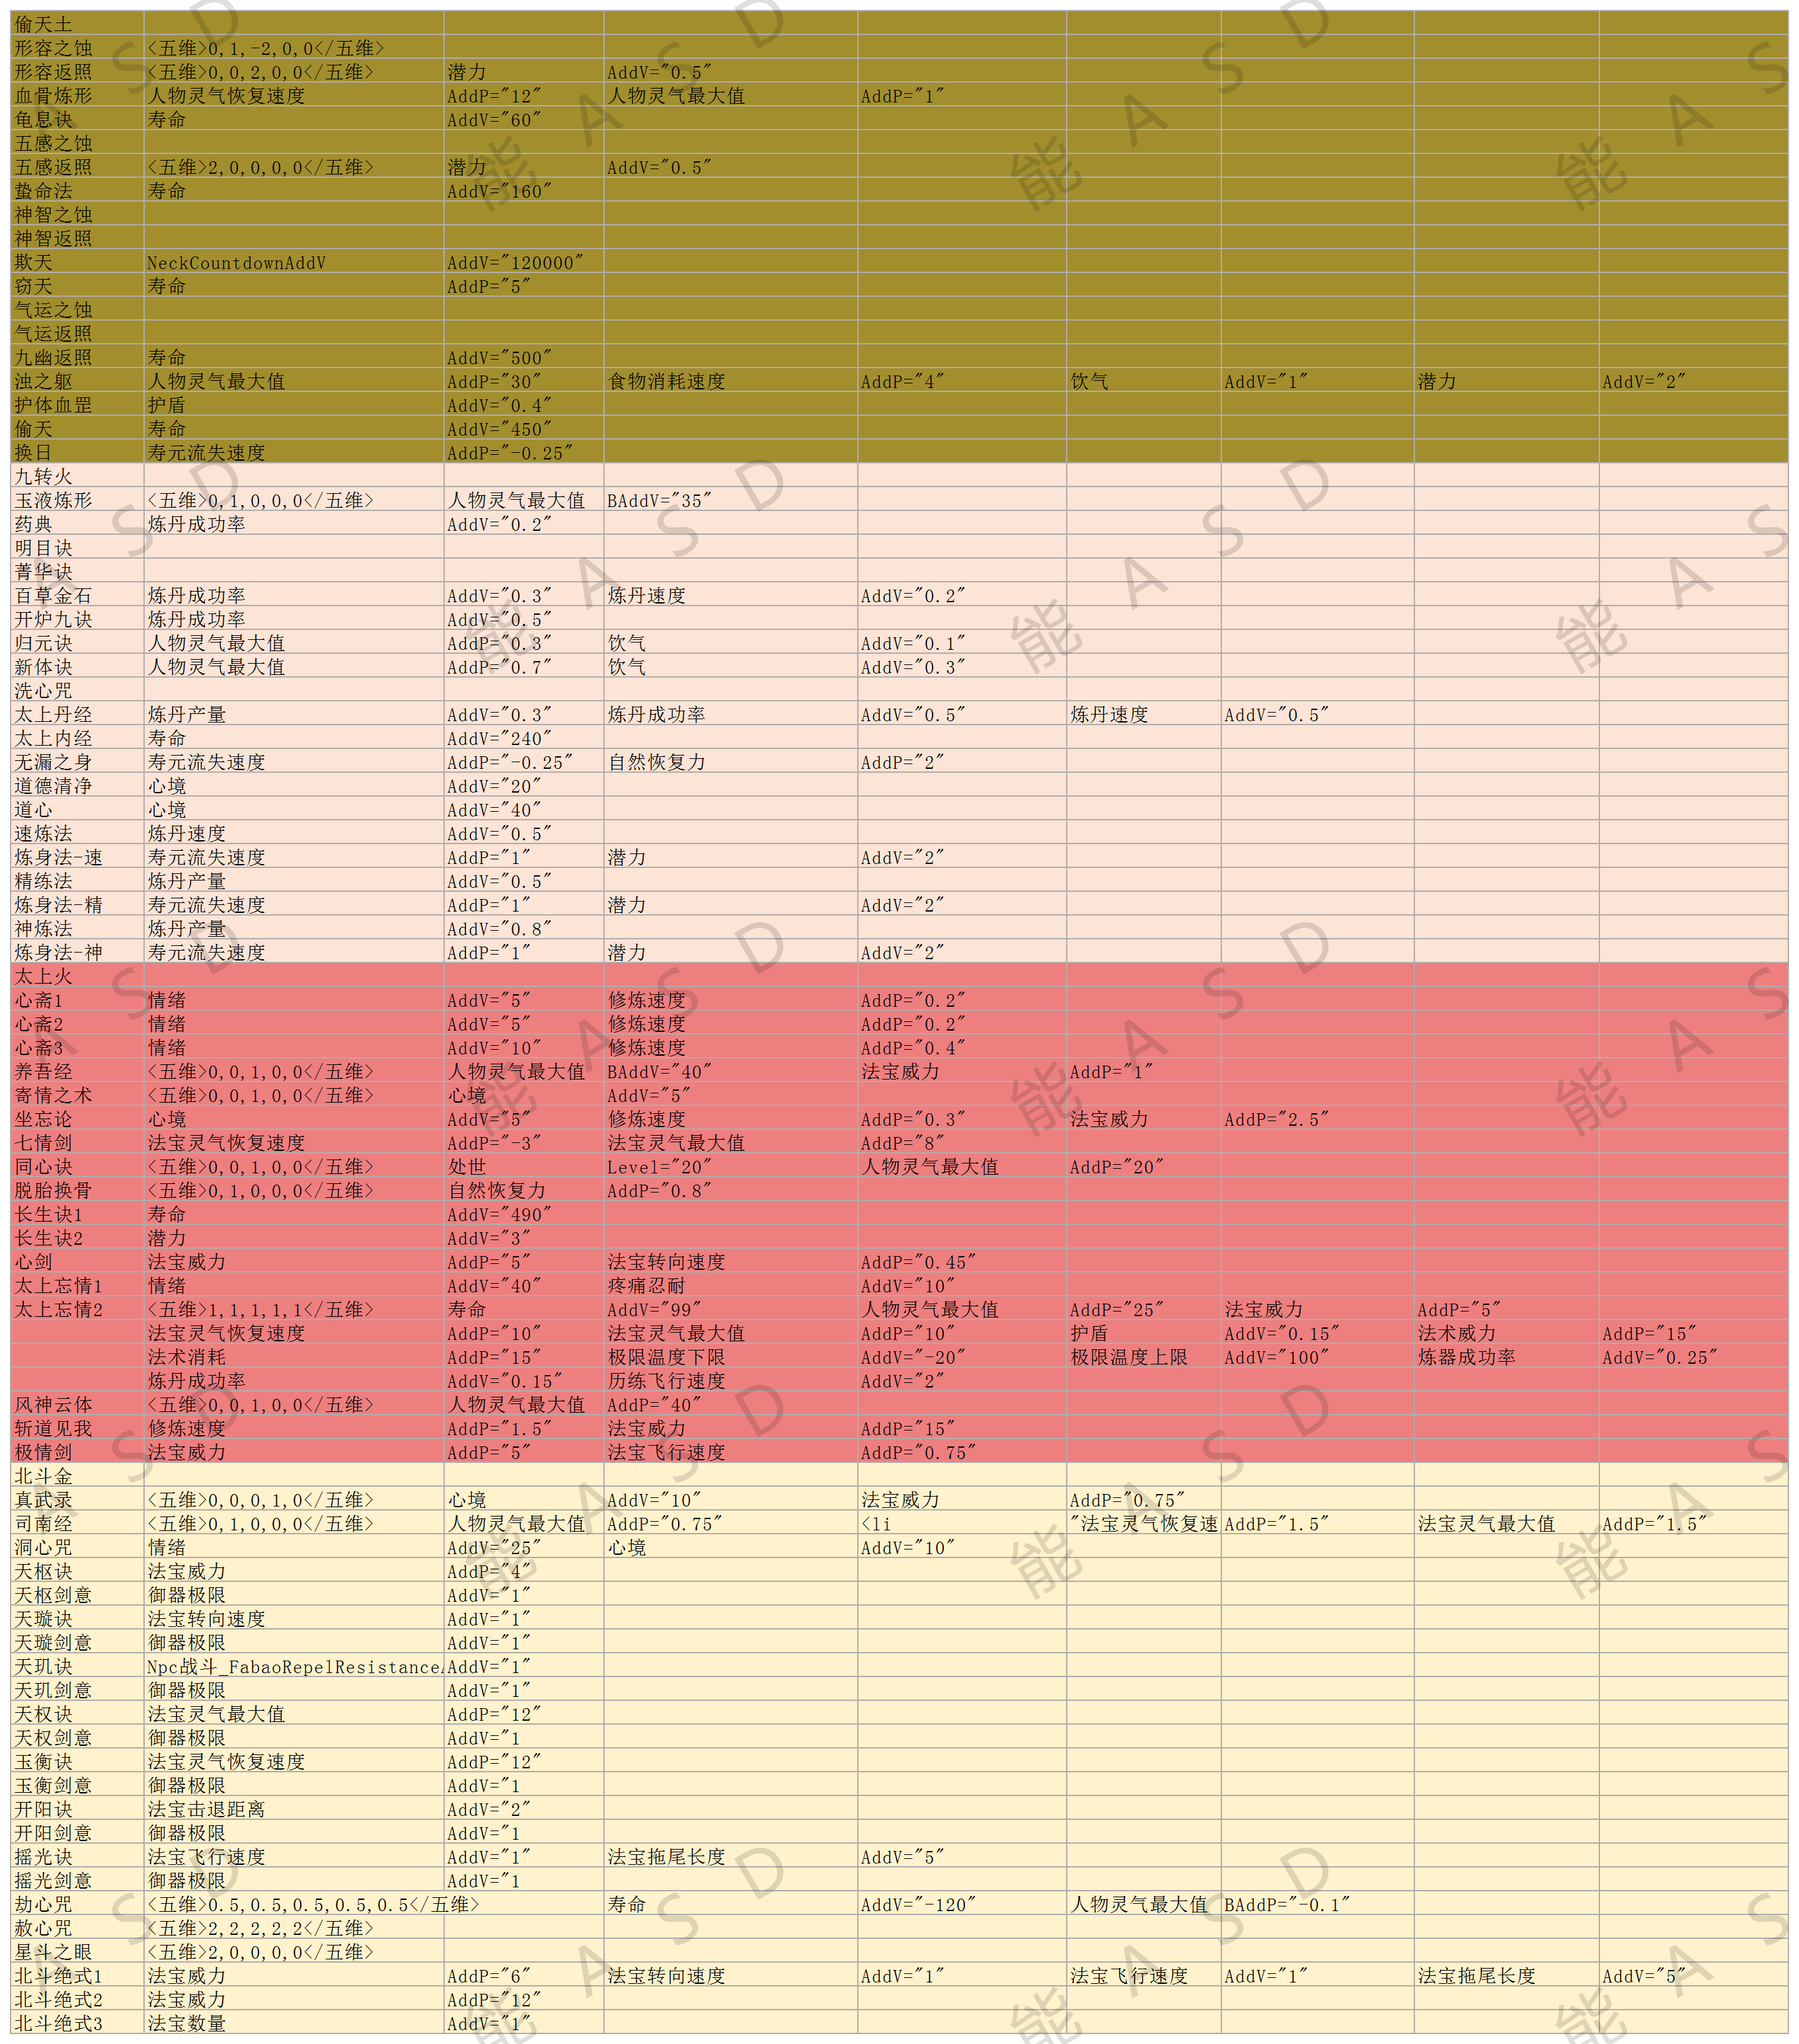 偷天土
形容之蚀 <五维>0,1,-2,0,0</五维>
形容返照 <五维>0,0,2,0,0</五维> 潜力 AddV="0.5"
血骨炼形 人物灵气恢复速度 AddP="12" 人物灵气最大值 AddP="1"
龟息诀 寿命 AddV="60"
五感之蚀
五感返照 <五维>2,0,0,0,0</五维> 潜力 AddV="0.5"
蛰命法 寿命 AddV="160"
神智之蚀
神智返照
欺天 NeckCountdownAddV AddV="120000"
窃天 寿命 AddP="5"
气运之蚀
气运返照
九幽返照 寿命 AddV="500"
浊之躯 人物灵气最大值 AddP="30" 食物消耗速度 AddP="4" 饮气 AddV="1" 潜力 AddV="2"
护体血罡 护盾 AddV="0.4"
偷天 寿命 AddV="450"
换日 寿元流失速度 AddP="-0.25"
九转火
玉液炼形 <五维>0,1,0,0,0</五维> 人物灵气最大值 BAddV="35"
药典 炼丹成功率 AddV="0.2"
明目诀
菁华诀
百草金石 炼丹成功率 AddV="0.3" 炼丹速度 AddV="0.2"
开炉九诀 炼丹成功率 AddV="0.5"
归元诀 人物灵气最大值 AddP="0.3" 饮气 AddV="0.1"
新体诀 人物灵气最大值 AddP="0.7" 饮气 AddV="0.3"
洗心咒
太上丹经 炼丹产量 AddV="0.3" 炼丹成功率 AddV="0.5" 炼丹速度 AddV="0.5"
太上内经 寿命 AddV="240"
无漏之身 寿元流失速度 AddP="-0.25" 自然恢复力 AddP="2"
道德清净 心境 AddV="20"
道心 心境 AddV="40"
速炼法 炼丹速度 AddV="0.5"
炼身法-速 寿元流失速度 AddP="1" 潜力 AddV="2"
精练法 炼丹产量 AddV="0.5"
炼身法-精 寿元流失速度 AddP="1" 潜力 AddV="2"
神炼法 炼丹产量 AddV="0.8"
炼身法-神 寿元流失速度 AddP="1" 潜力 AddV="2"
太上火
心斋1 情绪 AddV="5" 修炼速度 AddP="0.2"
心斋2 情绪 AddV="5" 修炼速度 AddP="0.2"
心斋3 情绪 AddV="10" 修炼速度 AddP="0.4"
养吾经 <五维>0,0,1,0,0</五维> 人物灵气最大值 BAddV="40" 法宝威力 AddP="1"
寄情之术 <五维>0,0,1,0,0</五维> 心境 AddV="5"
坐忘论 心境 AddV="5" 修炼速度 AddP="0.3" 法宝威力 AddP="2.5"
七情剑 法宝灵气恢复速度 AddP="-3" 法宝灵气最大值 AddP="8"
同心诀 <五维>0,0,1,0,0</五维> 处世 Level="20" 人物灵气最大值 AddP="20"
脱胎换骨 <五维>0,1,0,0,0</五维> 自然恢复力 AddP="0.8"
长生诀1 寿命 AddV="490"
长生诀2 潜力 AddV="3"
心剑 法宝威力 AddP="5" 法宝转向速度 AddP="0.45"
太上忘情1 情绪 AddV="40" 疼痛忍耐 AddV="10"
太上忘情2 <五维>1,1,1,1,1</五维> 寿命 AddV="99" 人物灵气最大值 AddP="25" 法宝威力 AddP="5"
法宝灵气恢复速度 AddP="10" 法宝灵气最大值 AddP="10" 护盾 AddV="0.15" 法术威力 AddP="15"
法术消耗 AddP="15" 极限温度下限 AddV="-20" 极限温度上限 AddV="100" 炼器成功率 AddV="0.25"
炼丹成功率 AddV="0.15" 历练飞行速度 AddV="2"
风神云体 <五维>0,0,1,0,0</五维> 人物灵气最大值 AddP="40"
斩道见我 修炼速度 AddP="1.5" 法宝威力 AddP="15"
极情剑 法宝威力 AddP="5" 法宝飞行速度 AddP="0.75"
北斗金
真武录 <五维>0,0,0,1,0</五维> 心境 AddV="10" 法宝威力 AddP="0.75"
司南经 <五维>0,1,0,0,0</五维> 人物灵气最大值 AddP="0.75" <li "法宝灵气恢复速 AddP="1.5" 法宝灵气最大值 AddP="1.5"
洞心咒 情绪 AddV="25" 心境 AddV="10"
天枢诀 法宝威力 AddP="4"
天枢剑意 御器极限 AddV="1"
天璇诀 法宝转向速度 AddV="1"
天璇剑意 御器极限 AddV="1"
天玑诀 Npc战斗_FabaoRepelResistance AddV="1"
天玑剑意 御器极限 AddV="1"
天权诀 法宝灵气最大值 AddP="12"
天权剑意 御器极限 AddV="1
玉衡诀 法宝灵气恢复速度 AddP="12"
玉衡剑意 御器极限 AddV="1
开阳诀 法宝击退距离 AddV="2"
开阳剑意 御器极限 AddV="1
摇光诀 法宝飞行速度 AddV="1" 法宝拖尾长度 AddV="5"
摇光剑意 御器极限 AddV="1
劫心咒 <五维>0.5,0.5,0.5,0.5,0.5</五维> 寿命 AddV="-120" 人物灵气最大值 BAddP="-0.1"
赦心咒 <五维>2,2,2,2,2</五维>
星斗之眼 <五维>2,0,0,0,0</五维>
北斗绝式1 法宝威力 AddP="6" 法宝转向速度 AddV="1" 法宝飞行速度 AddV="1" 法宝拖尾长度 AddV="5"
北斗绝式2 法宝威力 AddP="12"
北斗绝式3 法宝数量 AddV="1"